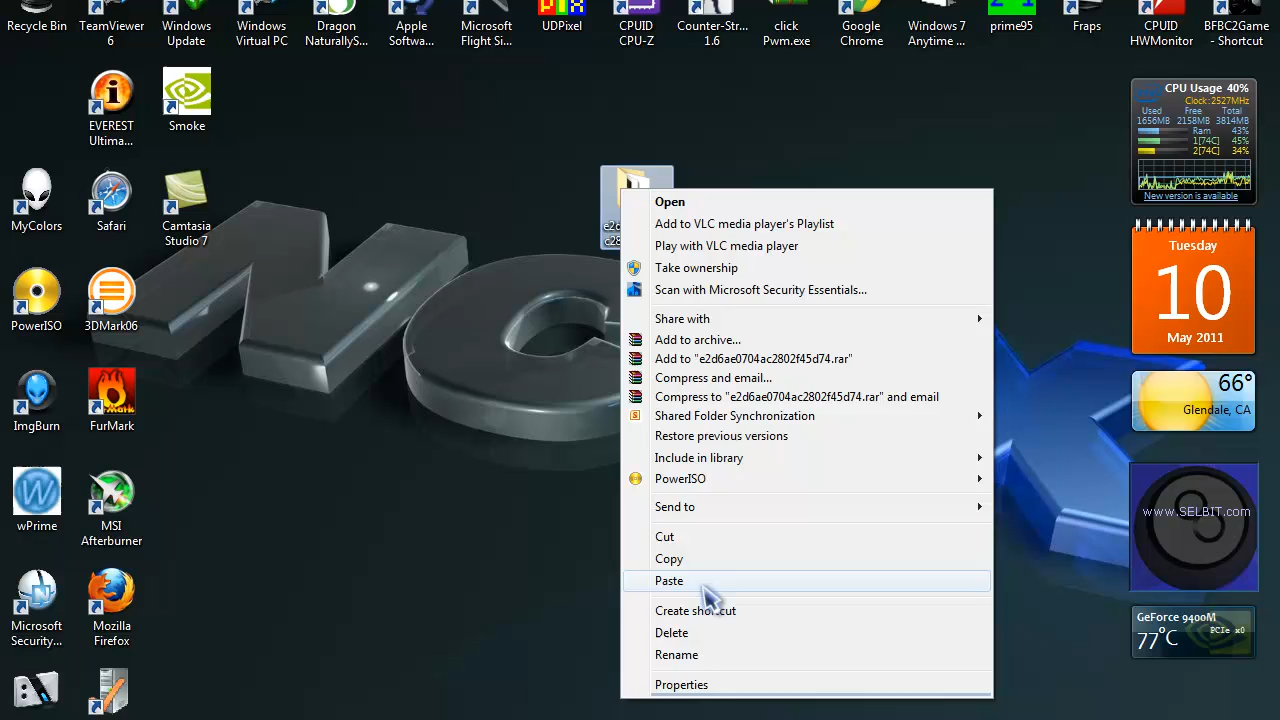 Recycle Bin
TeamViewer 6
Windows Update
Windows Virtual PC
Dragon NaturallyS...
Apple Softwa...
Microsoft Flight Si...
UDPixel
CPUID CPU-Z
Counter-Str... 1.6
click Pwm.exe
Google Chrome
Windows 7 Anytime ...
prime95
Fraps
CPUID HWMonitor
BFBC2Game - Shortcut
EVEREST Ultima...
Smoke
MyColors
Safari
Camtasia Studio 7
PowerISO
3DMark06
ImgBurn
FurMark
wPrime
MSI Afterburner
Microsoft Security...
Mozilla Firefox
Open
Add to VLC media player's Playlist
Play with VLC media player
Take ownership
Scan with Microsoft Security Essentials...
Share with
Add to archive...
Add to "e2d6ae0704ac2802f45d74.rar"
Compress and email...
Compress to "e2d6ae0704ac2802f45d74.rar" and email
Shared Folder Synchronization
Restore previous versions
Include in library
PowerISO
Send to
Cut
Copy
Paste
Create shortcut
Delete
Rename
Properties
CPU Usage 40%
Clock: 2527MHz
Used Free Total
1656MB 2158MB 3814MB
Ram 43%
1[74C] 45%
2[74C] 34%
New version is available
Tuesday
10
May 2011
66°
Glendale, CA
www.SELBIT.com
GeForce 9400M
77°C
PCIe x0